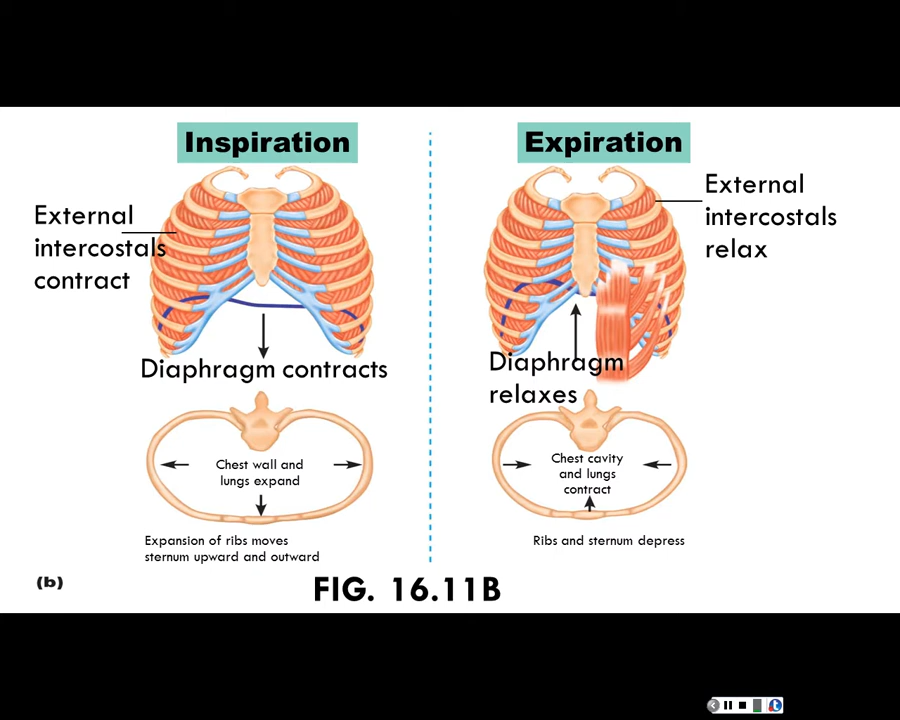 Inspiration
External
intercostals
contract
Diaphragm contracts
Chest wall and
lungs expand
Expansion of ribs moves
sternum upward and outward
Expiration
External
intercostals
relax
Diaphragm
relaxes
Chest cavity
and lungs
contract
Ribs and sternum depress
(b)
FIG. 16.11B